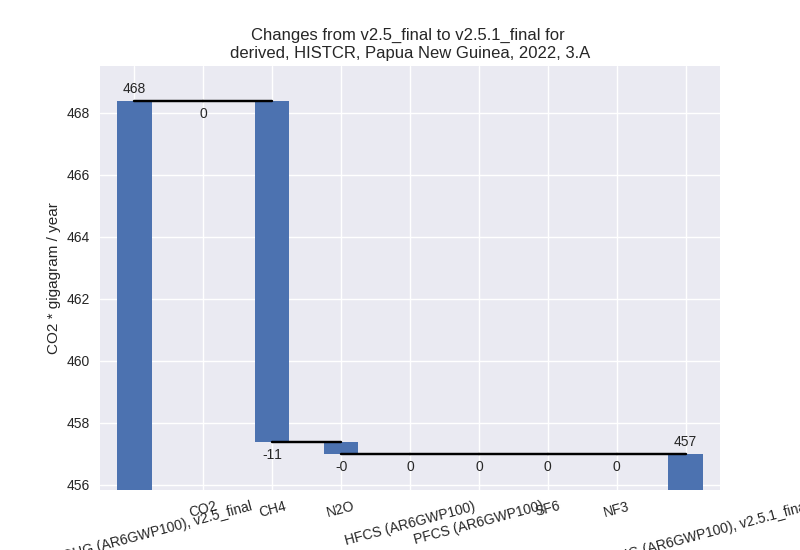 Changes from v2.5_final to v2.5.1_final for
derived, HISTCR, Papua New Guinea, 2022, 3.A
CO2 * gigagram / year
468
466
464
462
460
458
456
468
0
-11
-0
0
0
0
0
457
(AR6GWP100), v2.5_final
CO2
CH4
N2O
HFCS (AR6GWP100)
PFCS (AR6GWP100)
SF6
NF3
(AR6GWP100), v2.5.1_fina